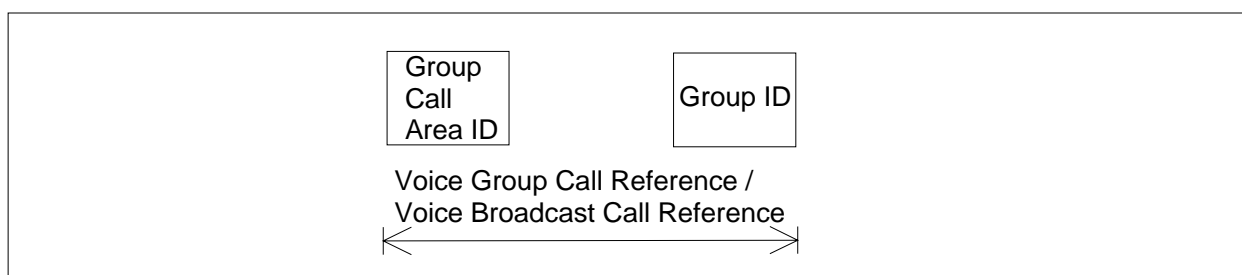 Group
Call
Area ID
Group ID
Voice Group Call Reference /
Voice Broadcast Call Reference